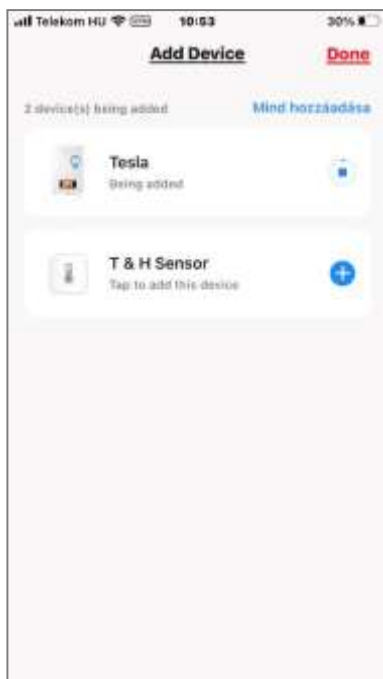 Telekom HU VPN 10:53 30%
Add Device Done
2 device(s) being added Mind hozzáadása
Tesla
Being added
T & H Sensor
Tap to add this device